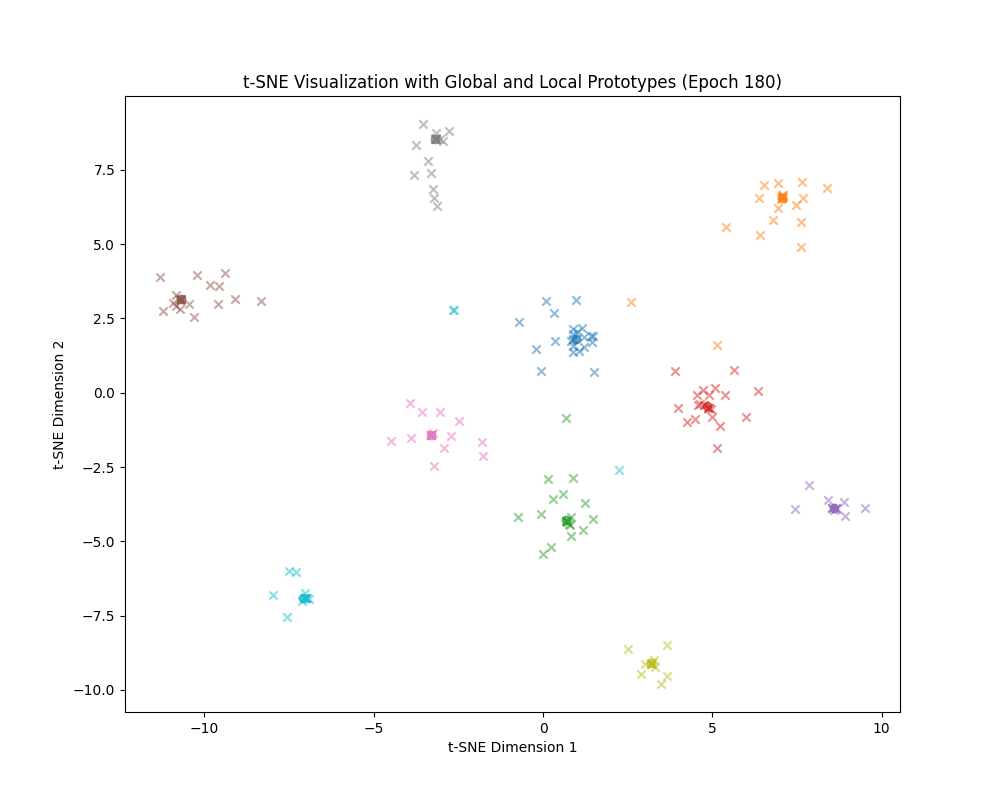 t-SNE Visualization with Global and Local Prototypes (Epoch 180)
7.5
5.0
2.5
0.0
−2.5
−5.0
−7.5
−10.0
t-SNE Dimension 2
−10 −5 0 5 10
t-SNE Dimension 1